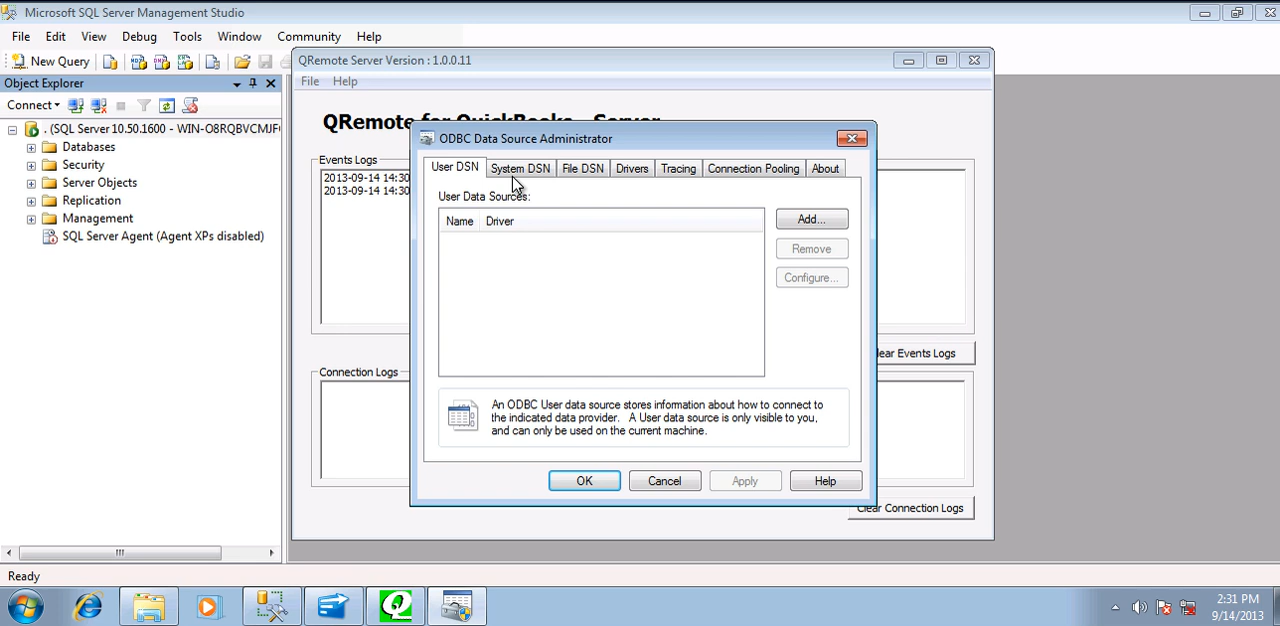 Microsoft SQL Server Management Studio
File Edit View Debug Tools Window Community Help
New Query
Object Explorer
Connect
. (SQL Server 10.50.1600 - WIN-O8RQBVCMJF
Databases
Security
Server Objects
Replication
Management
SQL Server Agent (Agent XPs disabled)
QRemote Server Version : 1.0.0.11
File Help
QRemote for QuickBooks - Server
Events Logs
2013-09-14 14:30
2013-09-14 14:30
lear Events Logs
Connection Logs
Clear Connection Logs
ODBC Data Source Administrator
User DSN System DSN File DSN Drivers Tracing Connection Pooling About
User Data Sources:
Name Driver
Add...
Remove
Configure...
An ODBC User data source stores information about how to connect to
the indicated data provider. A User data source is only visible to you,
and can only be used on the current machine.
OK Cancel Apply Help
Ready
2:31 PM
9/14/2013